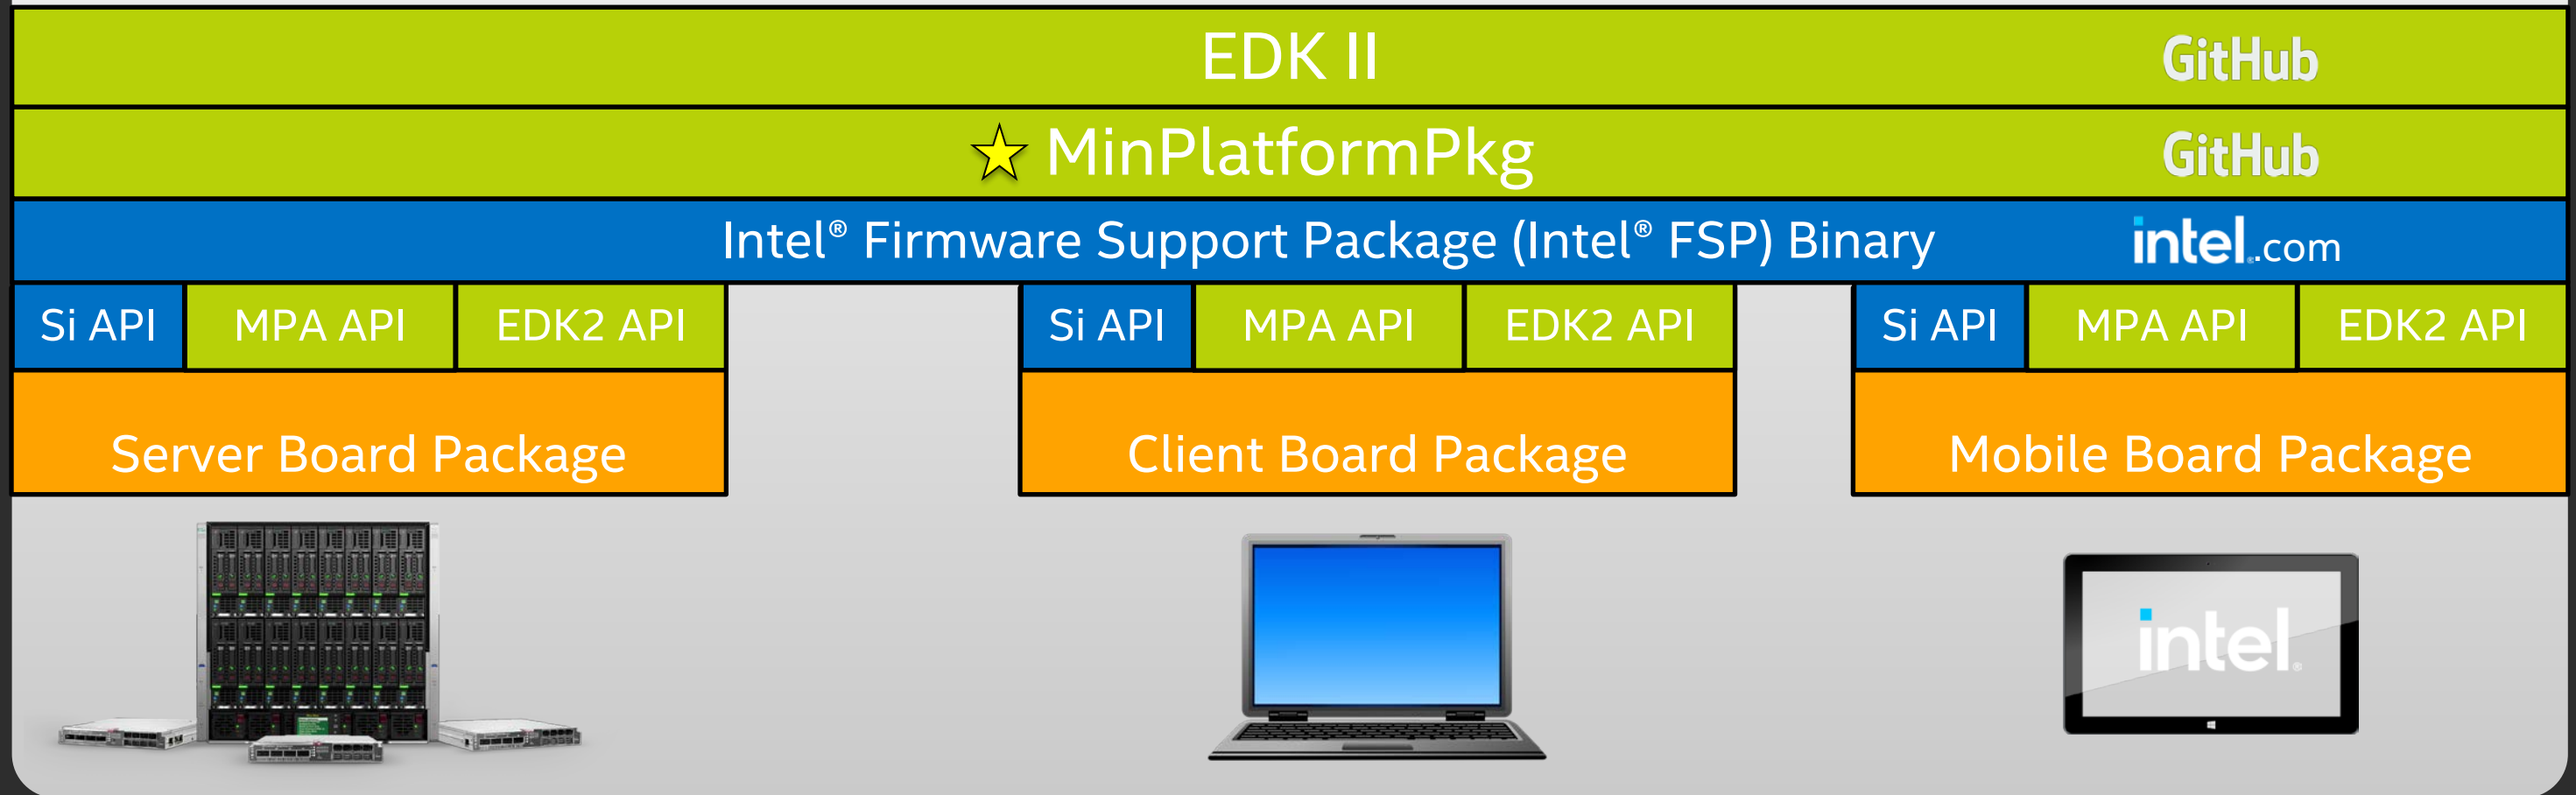 EDK II GitHub
MinPlatformPkg GitHub
Intel® Firmware Support Package (Intel® FSP) Binary intel®.com
Si API MPA API EDK2 API Si API MPA API EDK2 API Si API MPA API EDK2 API
Server Board Package Client Board Package Mobile Board Package
intel®